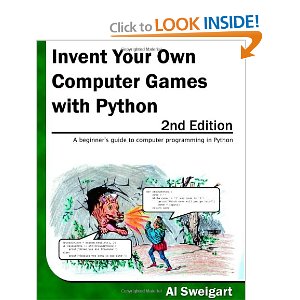 Click to LOOK INSIDE!
Invent Your Own
Computer Games
with Python
2nd Edition
A beginner's guide to computer programming in Python
Al Sweigart